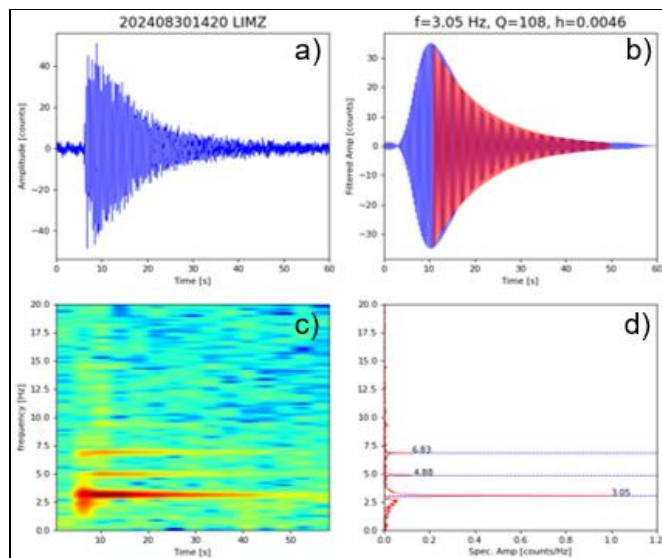 202408301420 LIMZ
a)
Amplitude [counts]
40
20
0
−20
−40
0 10 20 30 40 50 60
Time [s]
f=3.05 Hz, Q=108, h=0.0046
b)
Filtered Amp [counts]
30
20
10
0
−10
−20
−30
0 10 20 30 40 50 60
Time [s]
c)
frequency [Hz]
20.0
17.5
15.0
12.5
10.0
7.5
5.0
2.5
0.0
0 10 20 30 40 50
Time [s]
d)
20.0
17.5
15.0
12.5
10.0
7.5
5.0
2.5
0.0
6.83
4.88
3.05
0.0 0.2 0.4 0.6 0.8 1.0 1.2
Spec. Amp [counts/Hz]